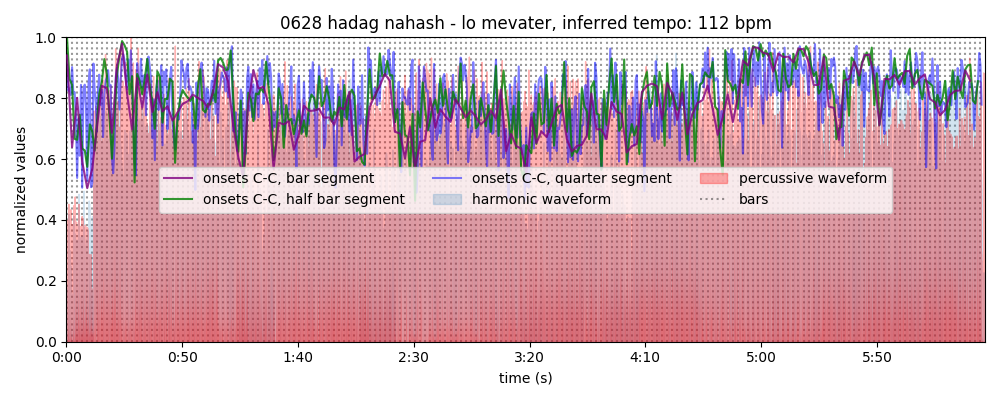 0628 hadag nahash - lo mevater, inferred tempo: 112 bpm
1.0
0.8
0.6
0.4
0.2
0.0
normalized values
onsets C-C, bar segment
onsets C-C, half bar segment
onsets C-C, quarter segment
harmonic waveform
percussive waveform
bars
0:00 0:50 1:40 2:30 3:20 4:10 5:00 5:50
time (s)